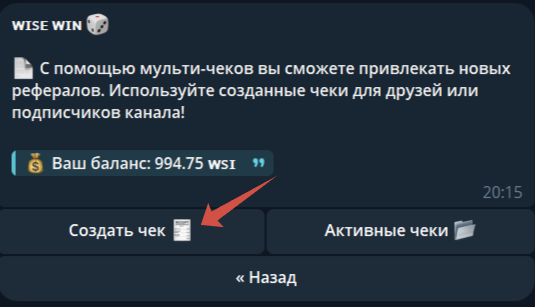 WISE WIN 🎲
📄 С помощью мульти-чеков вы сможете привлекать новых
рефералов. Используйте созданные чеки для друзей или
подписчиков канала!
💰 Ваш баланс: 994.75 ₩SI
20:15
Создать чек 🧾
Активные чеки 📂
« Назад